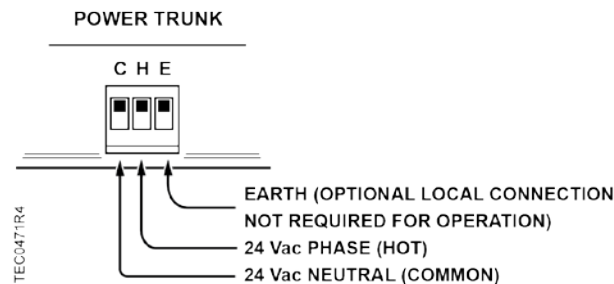 POWER TRUNK
C H E
EARTH (OPTIONAL LOCAL CONNECTION
NOT REQUIRED FOR OPERATION)
24 Vac PHASE (HOT)
24 Vac NEUTRAL (COMMON)
TEC0471R4